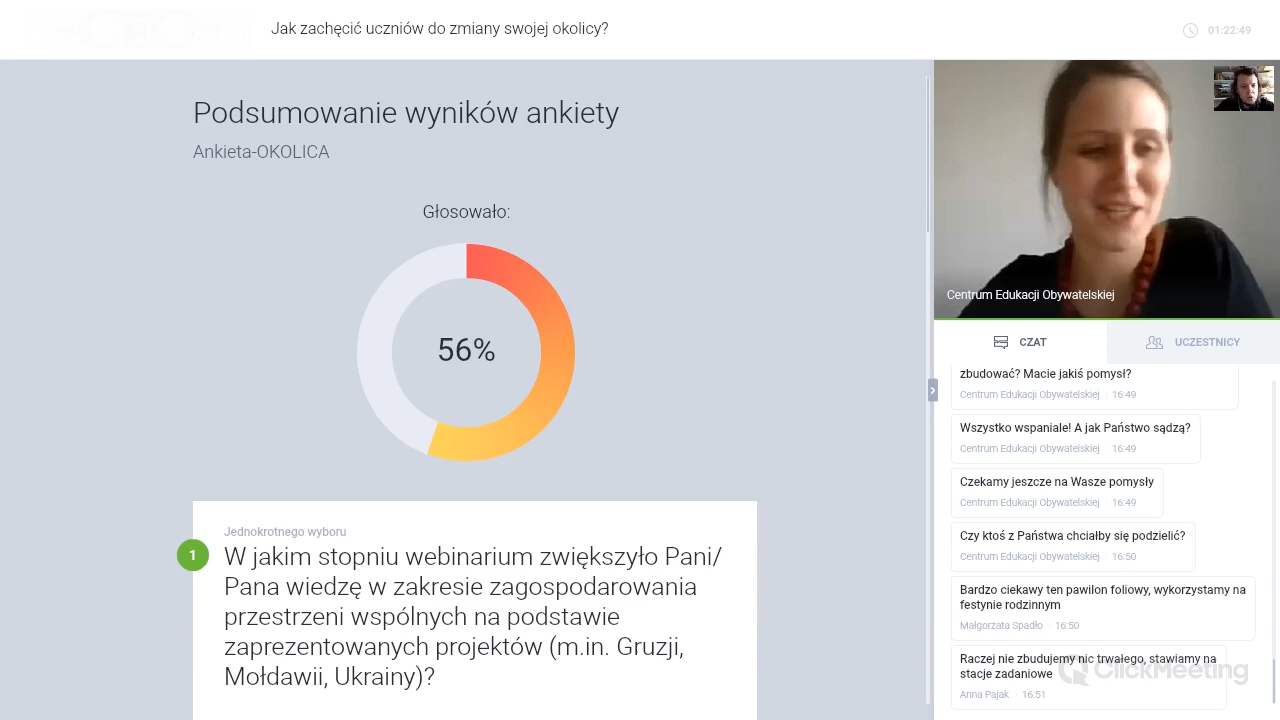 Jak zachęcić uczniów do zmiany swojej okolicy?
01:22:49
Podsumowanie wyników ankiety
Ankieta-OKOLICA
Głosowało:
56%
Jednokrotnego wyboru
1
W jakim stopniu webinarium zwiększyło Pani/
Pana wiedzę w zakresie zagospodarowania
przestrzeni wspólnych na podstawie
zaprezentowanych projektów (m.in. Gruzji,
Mołdawii, Ukrainy)?
Centrum Edukacji Obywatelskiej
CZAT
UCZESTNICY
zbudować? Macie jakiś pomysł?
Centrum Edukacji Obywatelskiej 16:49
Wszystko wspaniale! A jak Państwo sądzą?
Centrum Edukacji Obywatelskiej 16:49
Czekamy jeszcze na Wasze pomysły
Centrum Edukacji Obywatelskiej 16:49
Czy ktoś z Państwa chciałby się podzielić?
Centrum Edukacji Obywatelskiej 16:50
Bardzo ciekawy ten pawilon foliowy, wykorzystamy na
festynie rodzinnym
Małgorzata Spadło 16:50
Raczej nie zbudujemy nic trwałego, stawiamy na
stacje zadaniowe
Anna Pajak 16:51
ClickMeeting